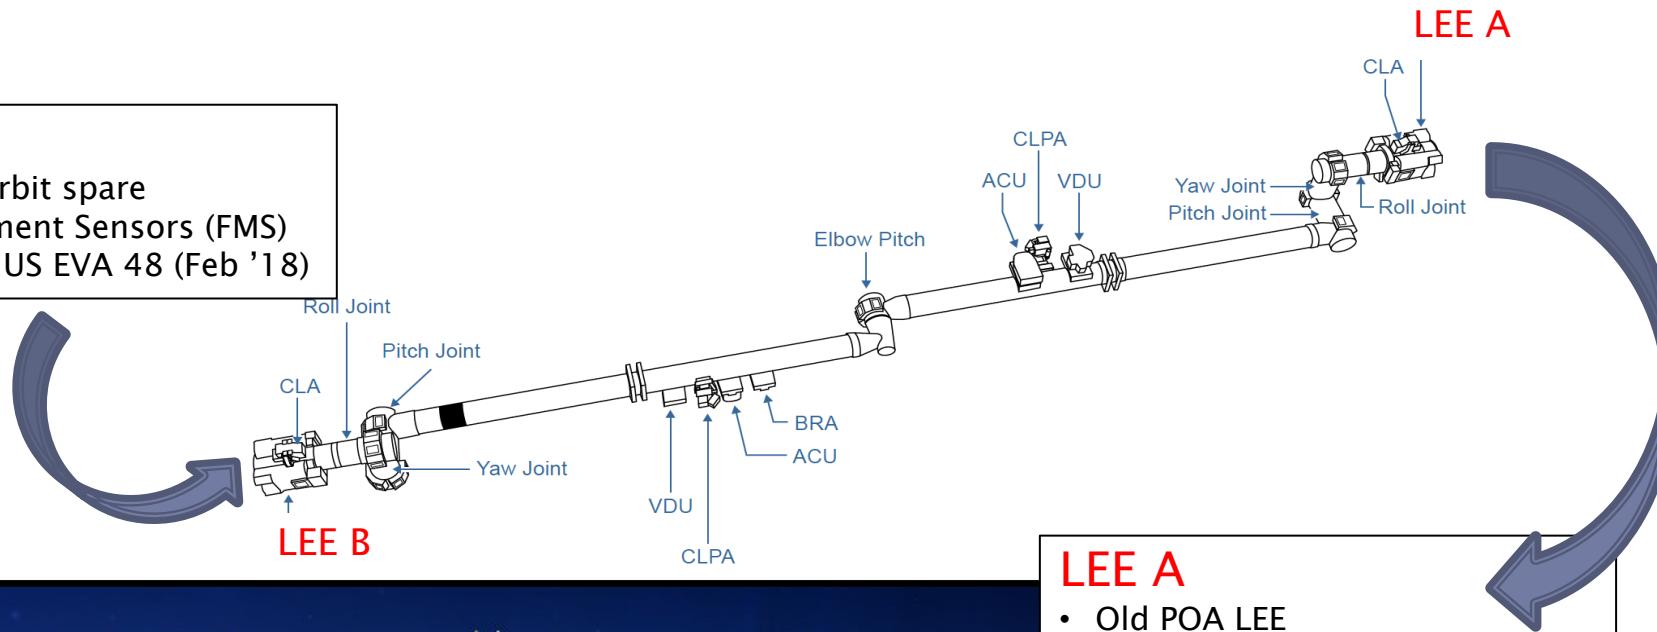 LEE A
CLA
CLPA
ACU
VDU
Yaw Joint
Pitch Joint
Roll Joint
Elbow Pitch
rbit spare
ment Sensors (FMS)
US EVA 48 (Feb ’18)
Roll Joint
Pitch Joint
CLA
BRA
ACU
Yaw Joint
VDU
LEE B
CLPA
LEE A
• Old POA LEE